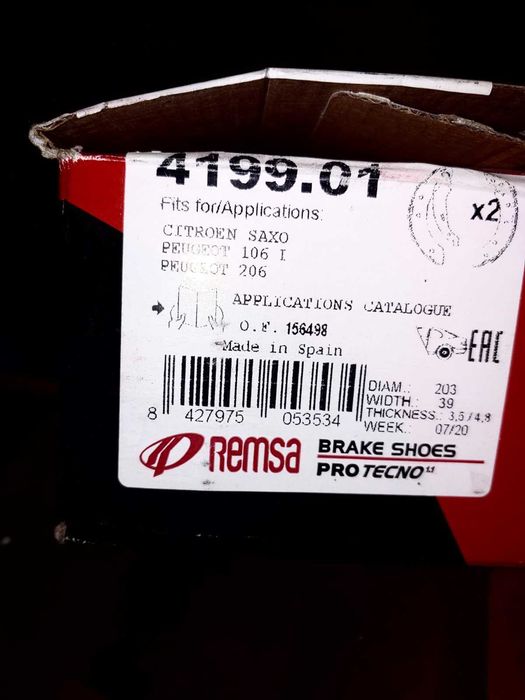 4199.01
Fits for/Applications:
x2
CITROEN SAXO
PEUGEOT 106 I
PEUGEOT 206
APPLICATIONS CATALOGUE
O.F. 156498
Made in Spain
EAC
8 427975 053534
DIAM.: 203
WIDTH.: 39
THICKNESS.: 3,5/4,8
WEEK.: 07/20
REMSA
BRAKE SHOES
PRO TECNO